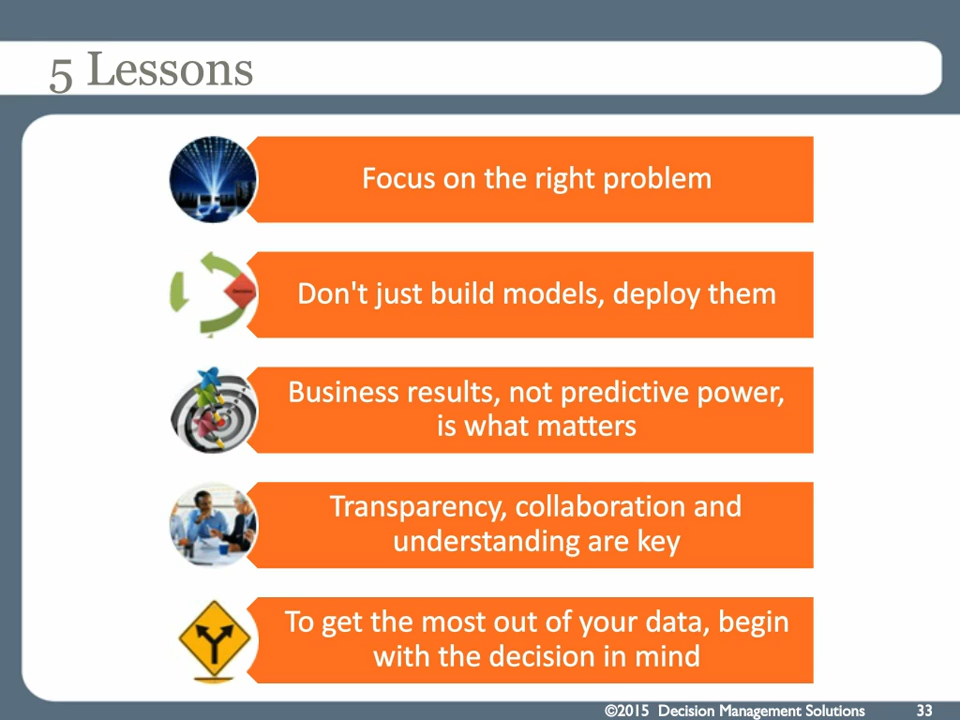 5 Lessons
Focus on the right problem
Don't just build models, deploy them
Business results, not predictive power,
is what matters
Transparency, collaboration and
understanding are key
To get the most out of your data, begin
with the decision in mind
©2015 Decision Management Solutions 33